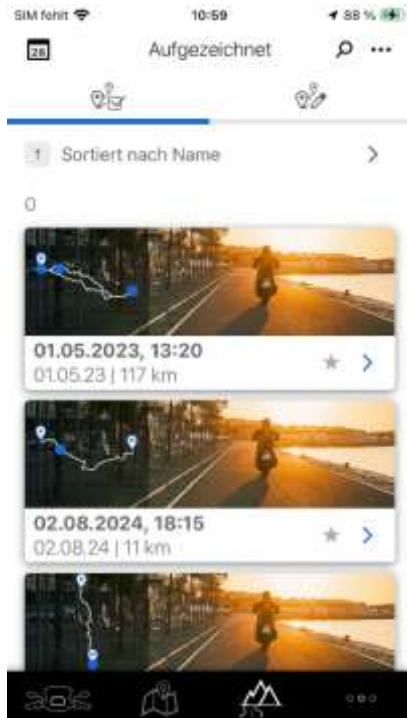 SIM fehlt 10:59 88 %
28
Aufgezeichnet
↑ Sortiert nach Name
0
01.05.2023, 13:20
01.05.23 | 117 km
02.08.2024, 18:15
02.08.24 | 11 km